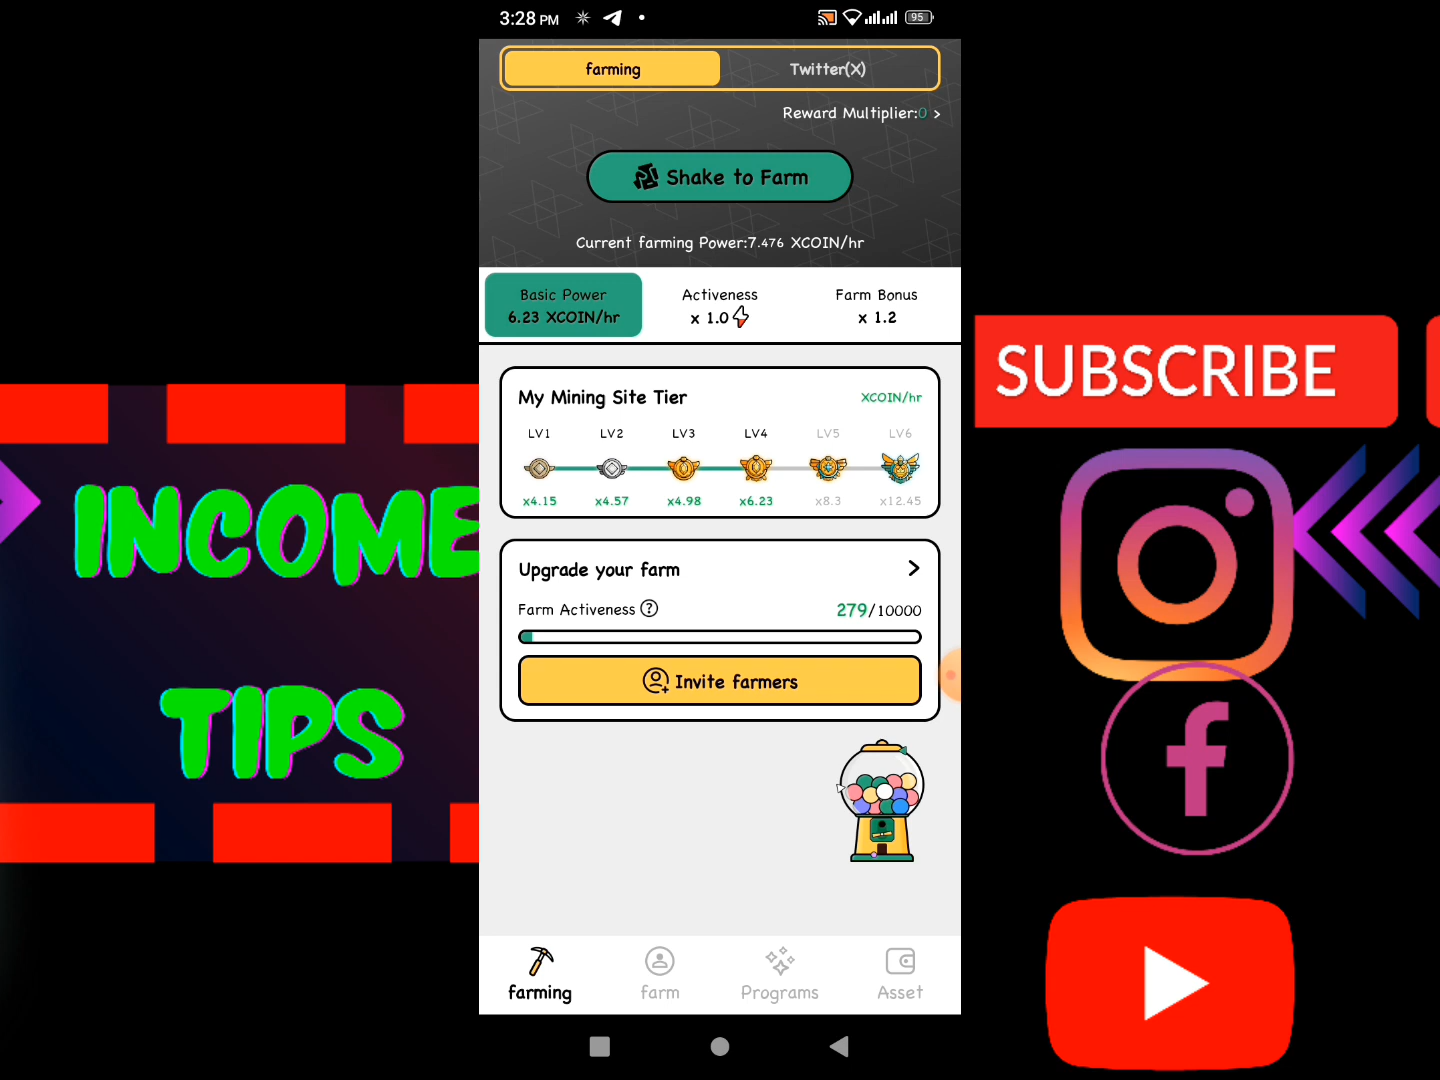 3:28 PM
95
farming
Twitter(X)
Reward Multiplier:0 >
Shake to Farm
Current farming Power:7.476 XCOIN/hr
Basic Power
6.23 XCOIN/hr
Activeness
x 1.0
Farm Bonus
x 1.2
My Mining Site Tier
XCOIN/hr
LV1 LV2 LV3 LV4 LV5 LV6
x4.15 x4.57 x4.98 x6.23 x8.3 x12.45
Upgrade your farm
Farm Activeness ?
279/10000
Invite farmers
farming
farm
Programs
Asset
INCOME
TIPS
SUBSCRIBE